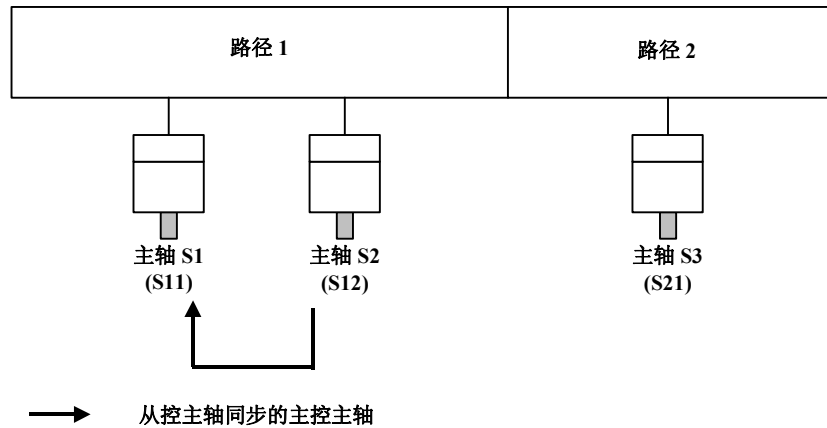 路径 1
路径 2
主轴 S1
(S11)
主轴 S2
(S12)
主轴 S3
(S21)
从控主轴同步的主控主轴